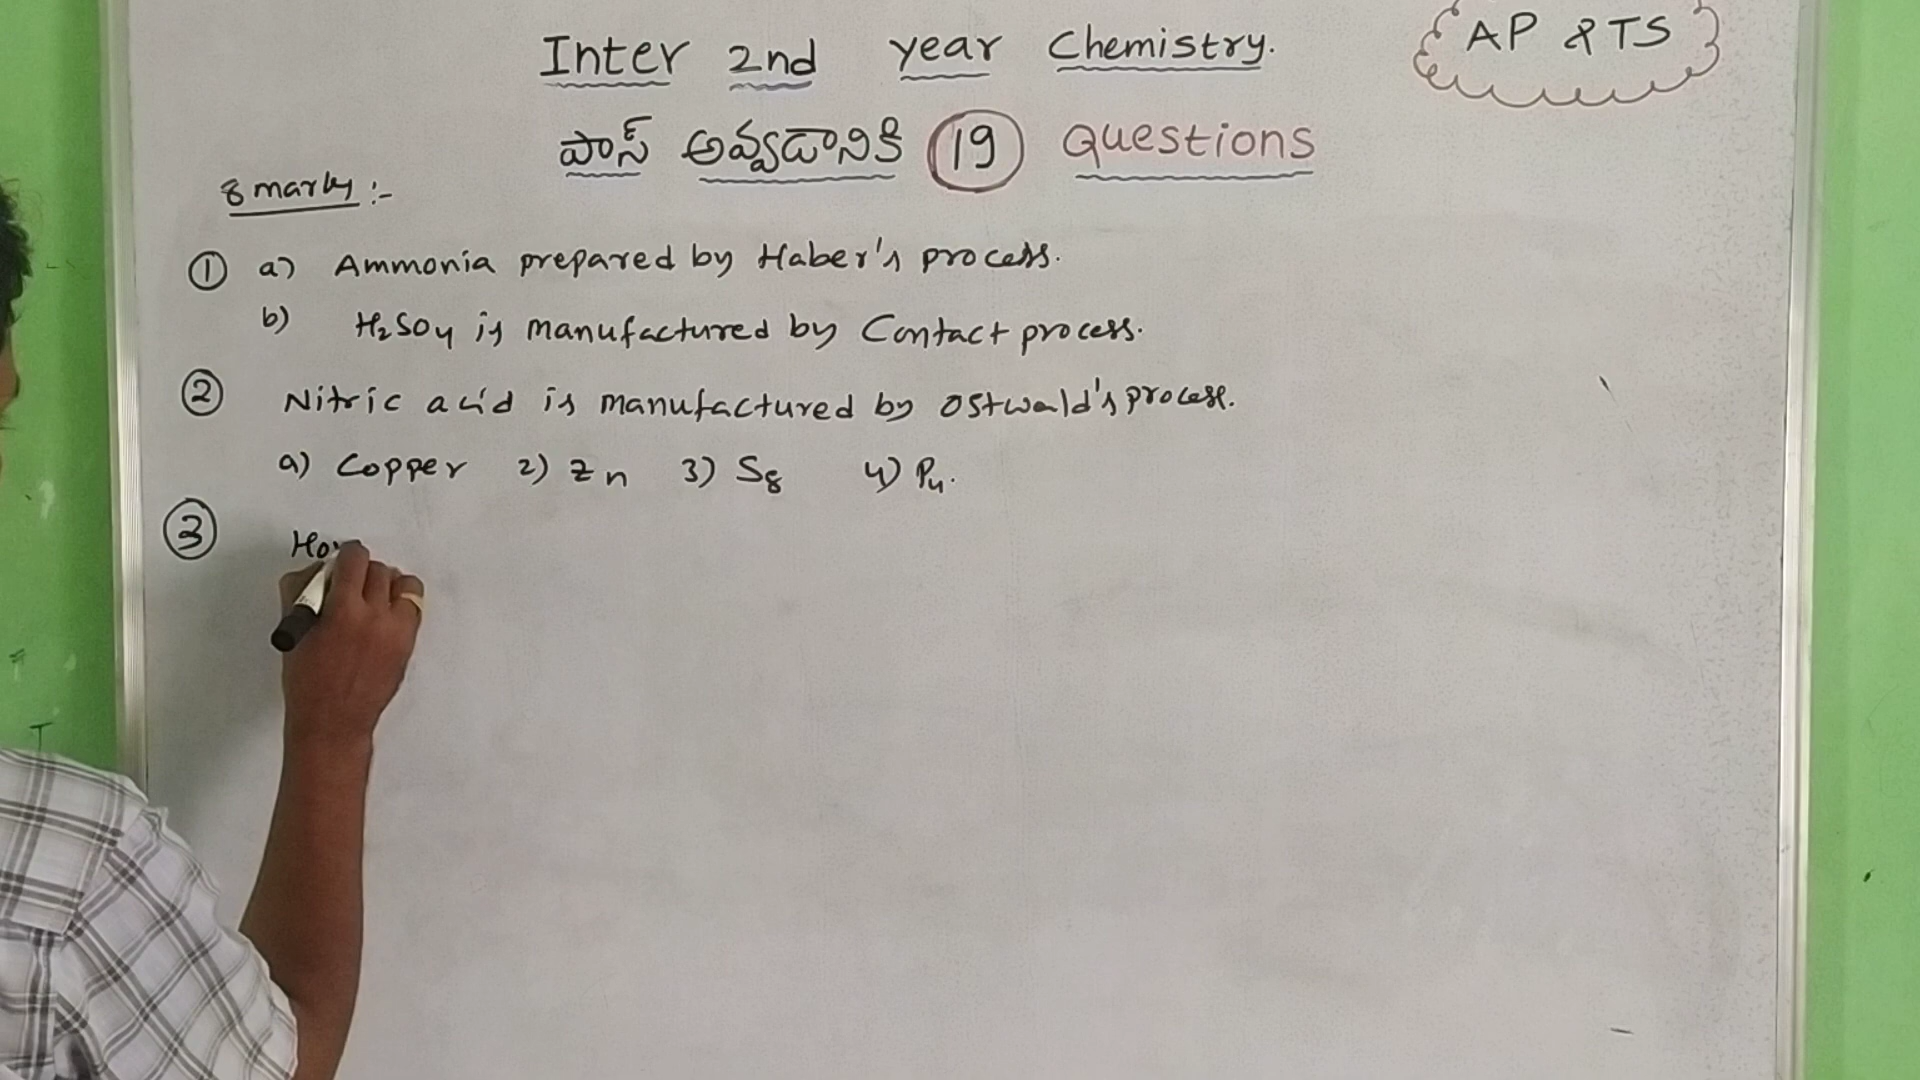 AP & TS
Inter 2nd year Chemistry.
పాస్ అవ్వడానికి 19 Questions
8 marks :-
① a) Ammonia prepared by Haber's process.
b) H₂SO₄ is manufactured by Contact process.
② Nitric acid is manufactured by Ostwald's process.
a) Copper 2) Zn 3) S₈ 4) P₄.
③